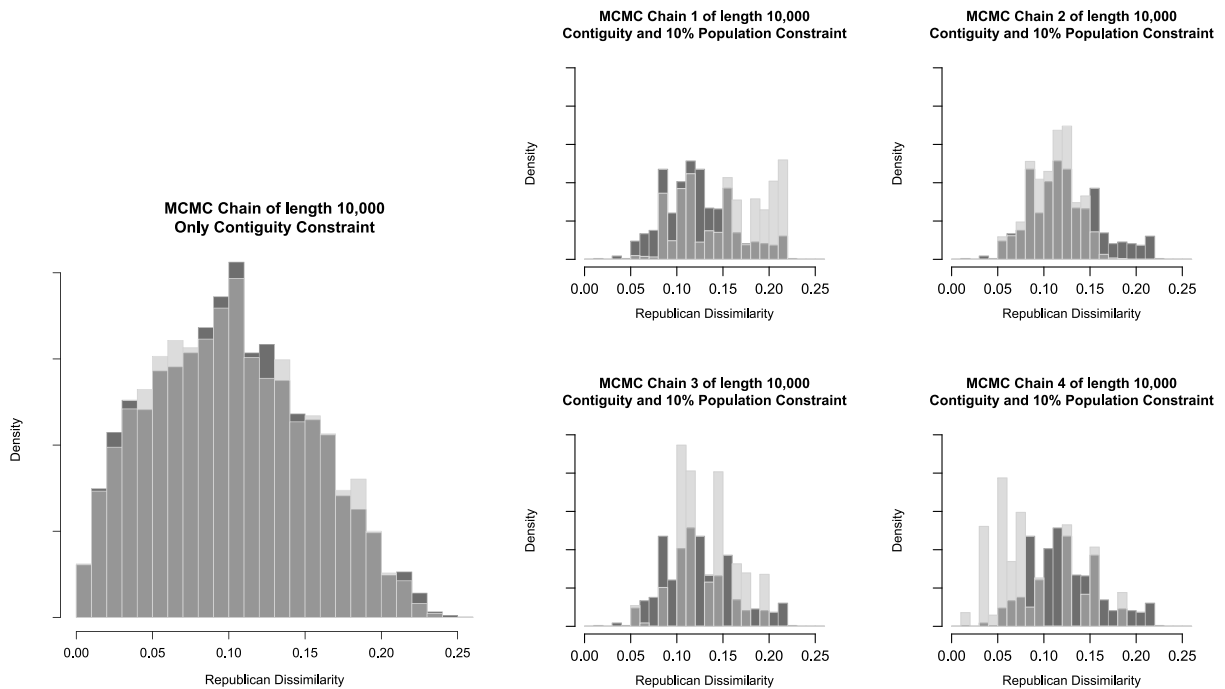 MCMC Chain of length 10,000
Only Contiguity Constraint
Density
0.00 0.05 0.10 0.15 0.20 0.25
Republican Dissimilarity
MCMC Chain 1 of length 10,000
Contiguity and 10% Population Constraint
Density
0.00 0.05 0.10 0.15 0.20 0.25
Republican Dissimilarity
MCMC Chain 2 of length 10,000
Contiguity and 10% Population Constraint
Density
0.00 0.05 0.10 0.15 0.20 0.25
Republican Dissimilarity
MCMC Chain 3 of length 10,000
Contiguity and 10% Population Constraint
Density
0.00 0.05 0.10 0.15 0.20 0.25
Republican Dissimilarity
MCMC Chain 4 of length 10,000
Contiguity and 10% Population Constraint
Density
0.00 0.05 0.10 0.15 0.20 0.25
Republican Dissimilarity